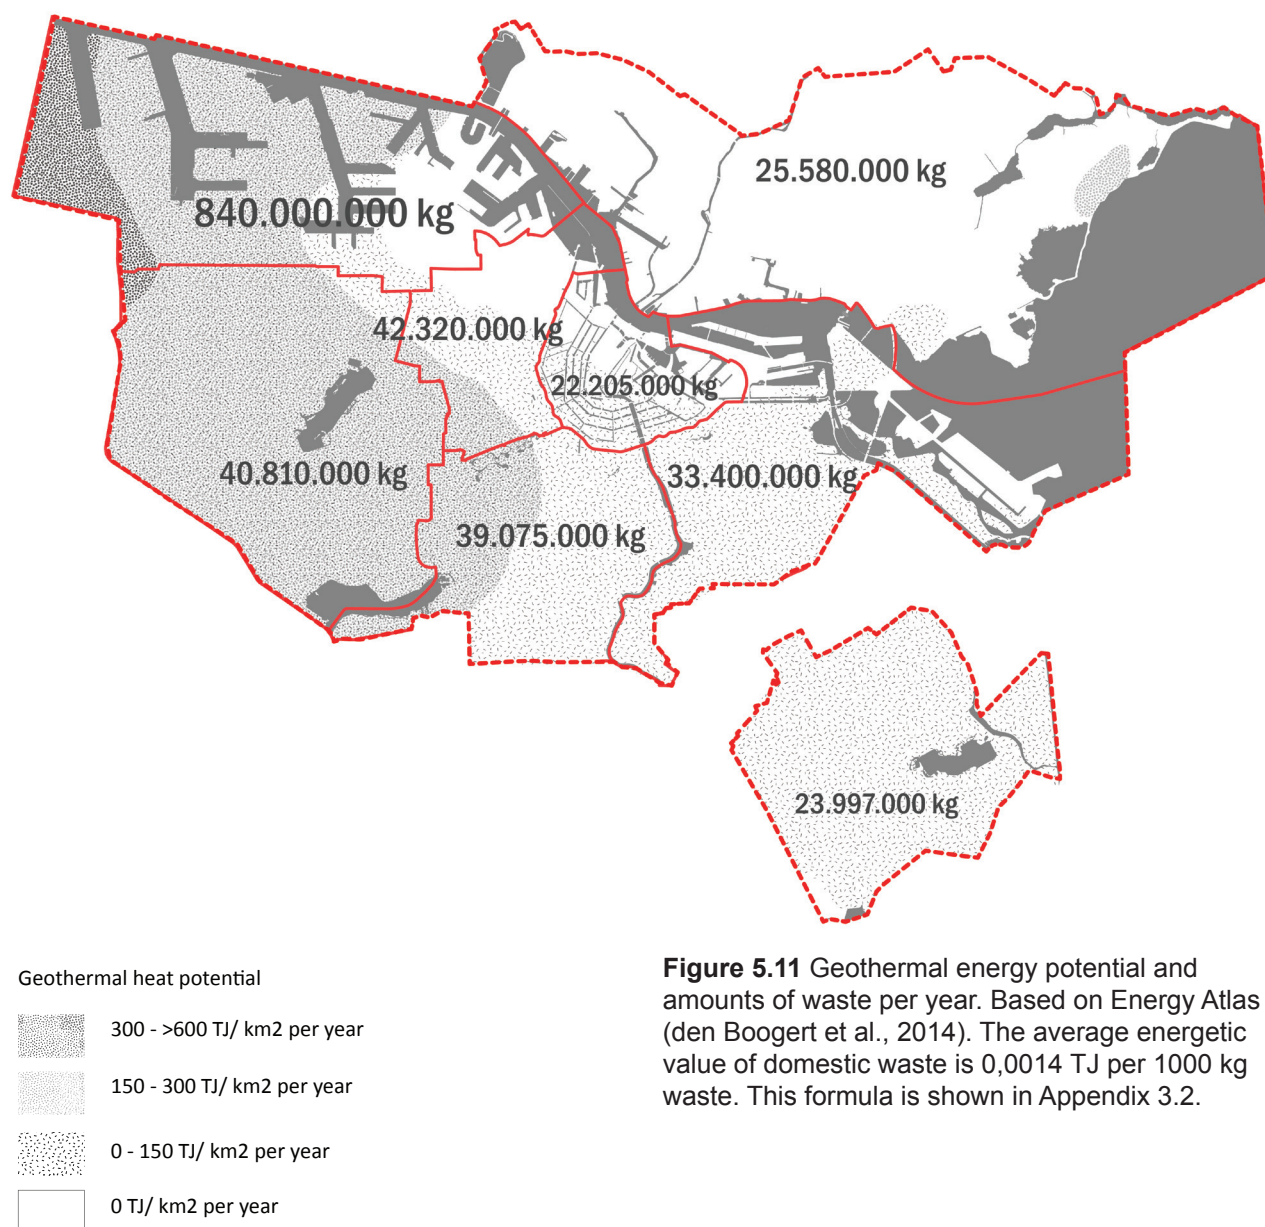 25.580.000 kg
840.000.000 kg
42.320.000 kg
22.205.000 kg
40.810.000 kg
33.400.000 kg
39.075.000 kg
23.997.000 kg
Geothermal heat potential
300 - >600 TJ/ km2 per year
150 - 300 TJ/ km2 per year
0 - 150 TJ/ km2 per year
0 TJ/ km2 per year
Figure 5.11 Geothermal energy potential and
amounts of waste per year. Based on Energy Atlas
(den Boogert et al., 2014). The average energetic
value of domestic waste is 0,0014 TJ per 1000 kg
waste. This formula is shown in Appendix 3.2.